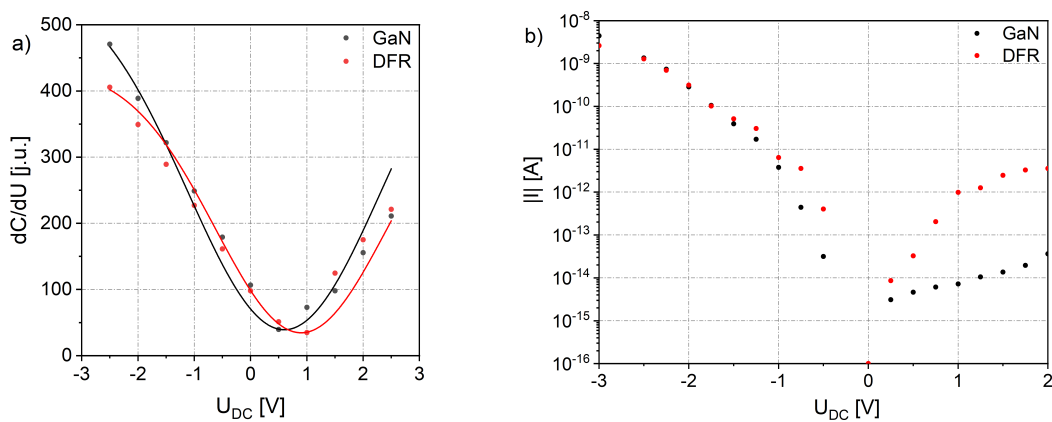 a)
GaN
DFR
500
400
300
200
100
0
dC/dU [j.u.]
-3 -2 -1 0 1 2 3
U_DC [V]
b)
GaN
DFR
10^-8
10^-9
10^-10
10^-11
10^-12
10^-13
10^-14
10^-15
10^-16
|I| [A]
-3 -2 -1 0 1 2
U_DC [V]